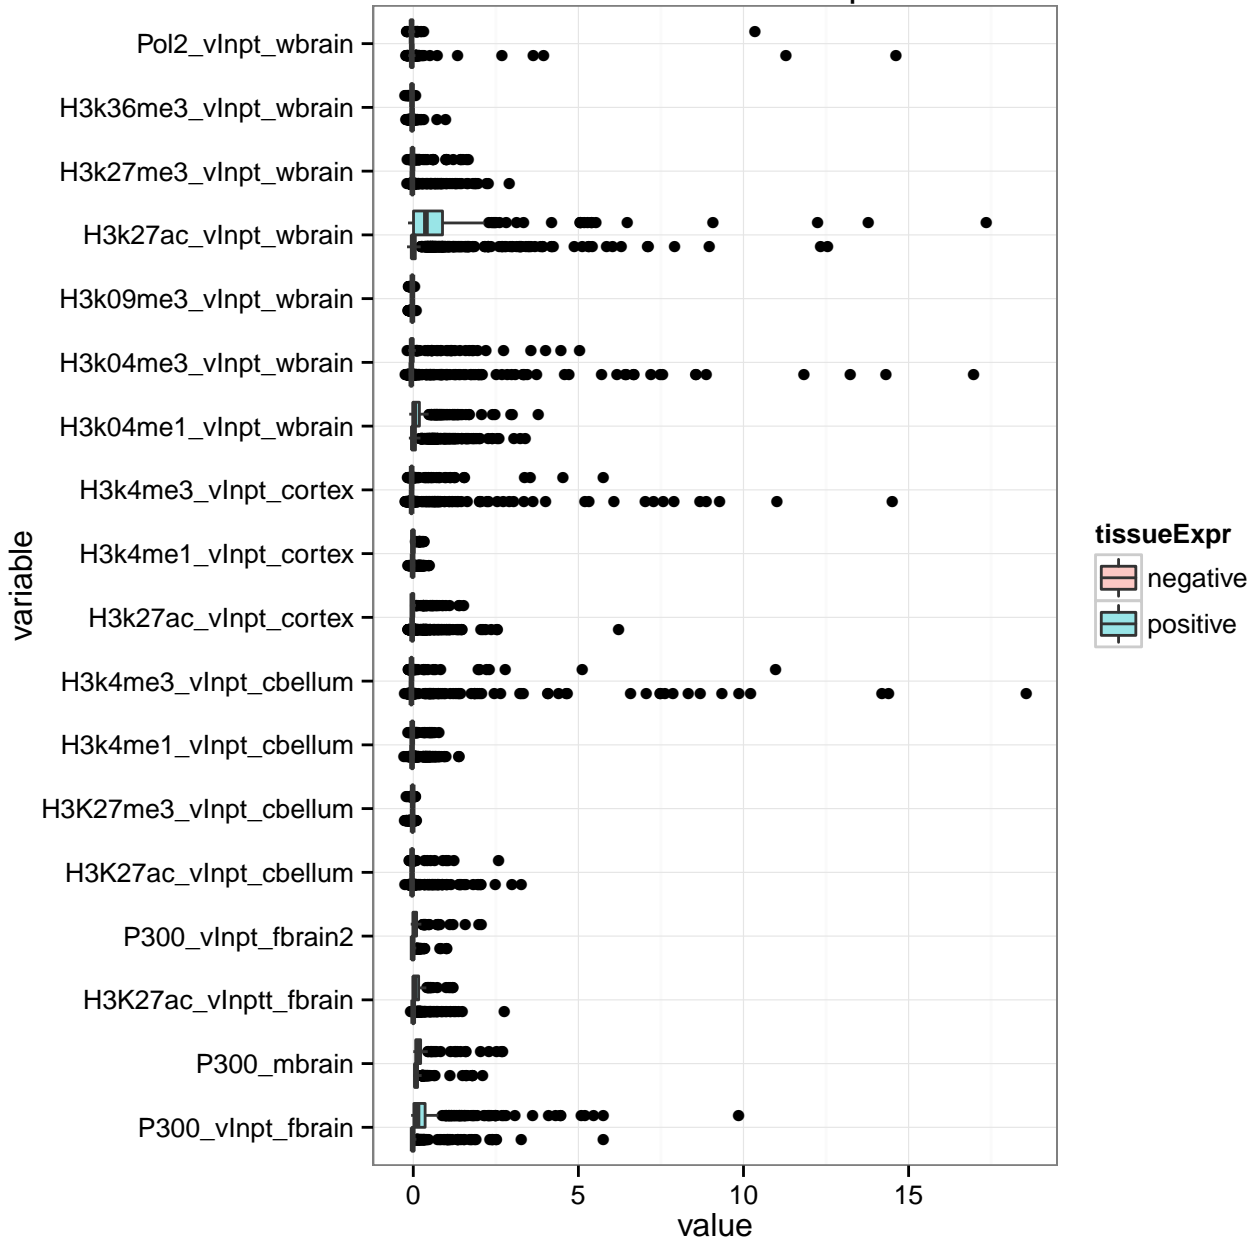 Pol2_vInpt_wbrain
H3k36me3_vInpt_wbrain
H3k27me3_vInpt_wbrain
H3k27ac_vInpt_wbrain
H3k09me3_vInpt_wbrain
H3k04me3_vInpt_wbrain
H3k04me1_vInpt_wbrain
H3k4me3_vInpt_cortex
H3k4me1_vInpt_cortex
H3k27ac_vInpt_cortex
H3k4me3_vInpt_cbellum
H3k4me1_vInpt_cbellum
H3K27me3_vInpt_cbellum
H3K27ac_vInpt_cbellum
P300_vInpt_fbrain2
H3K27ac_vInptt_fbrain
P300_mbrain
P300_vInpt_fbrain
variable
0 5 10 15
value
tissueExpr
negative
positive